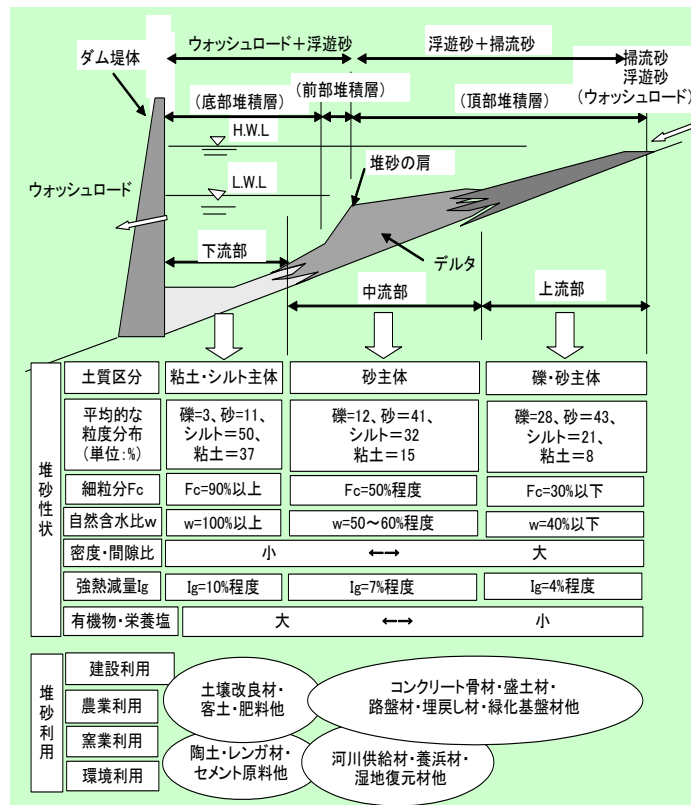 ウォッシュロード＋浮遊砂
浮遊砂＋掃流砂
掃流砂
浮遊砂
(ウォッシュロード)
ダム堤体
(底部堆積層)
(前部堆積層)
(頂部堆積層)
H.W.L
堆砂の肩
ウォッシュロード
L.W.L
下流部
デルタ
中流部
上流部
堆砂性状
土質区分
粘土・シルト主体
砂主体
礫・砂主体
平均的な
粒度分布
(単位:%)
礫=3、砂=11、
シルト=50、
粘土=37
礫=12、砂=41、
シルト=32
粘土=15
礫=28、砂=43、
シルト=21、
粘土=8
細粒分Fc
Fc=90%以上
Fc=50%程度
Fc=30%以下
自然含水比w
w=100%以上
w=50～60%程度
w=40%以下
密度・間隙比
小 ←→ 大
強熱減量Ig
Ig=10%程度
Ig=7%程度
Ig=4%程度
有機物・栄養塩
大 ←→ 小
堆砂利用
建設利用
農業利用
窯業利用
環境利用
土壌改良材・
客土・肥料他
コンクリート骨材・盛土材・
路盤材・埋戻し材・緑化基盤材他
陶土・レンガ材・
セメント原料他
河川供給材・養浜材・
湿地復元材他